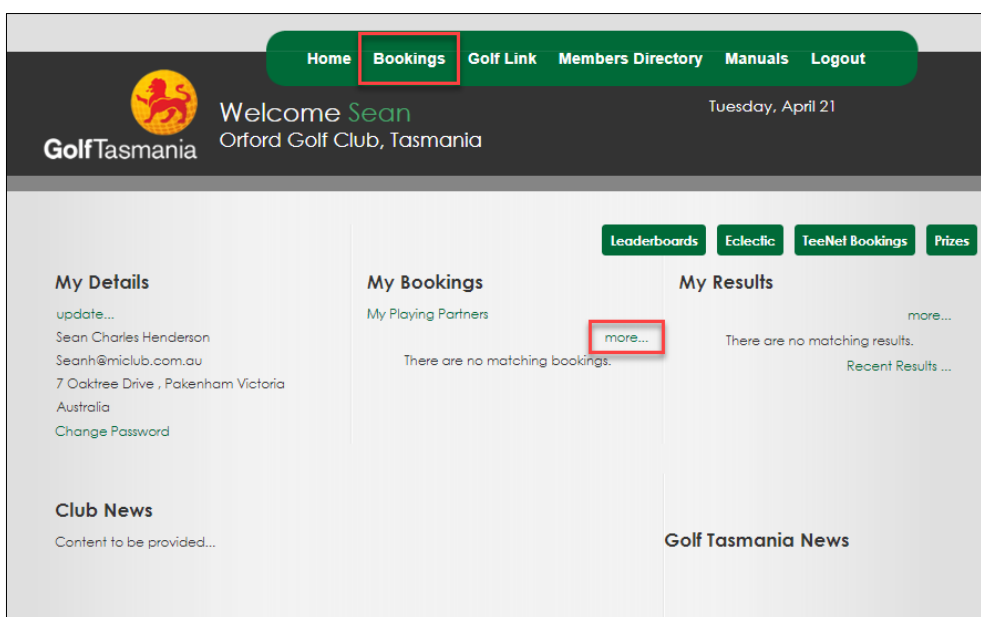 Home Bookings Golf Link Members Directory Manuals Logout
Welcome Sean
Tuesday, April 21
Orford Golf Club, Tasmania
GolfTasmania
Leaderboards Ecleclic TeeNet Bookings Prizes
My Details
update...
Sean Charles Henderson
Seanh@miclub.com.au
7 Oaktree Drive , Pakenham Victoria
Australia
Change Password
My Bookings
My Playing Partners
more...
There are no matching bookings.
My Results
more...
There are no matching results.
Recent Results ...
Club News
Content to be provided...
Golf Tasmania News